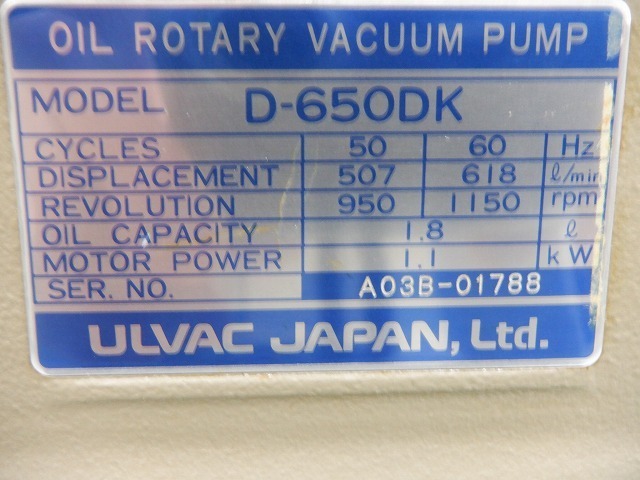 OIL ROTARY VACUUM PUMP
MODEL D-650DK
CYCLES 50 60 Hz
DISPLACEMENT 507 618 ℓ/min
REVOLUTION 950 1150 rpm
OIL CAPACITY 1.8 ℓ
MOTOR POWER 1.1 kW
SER. NO. A03B-01788
ULVAC JAPAN, Ltd.